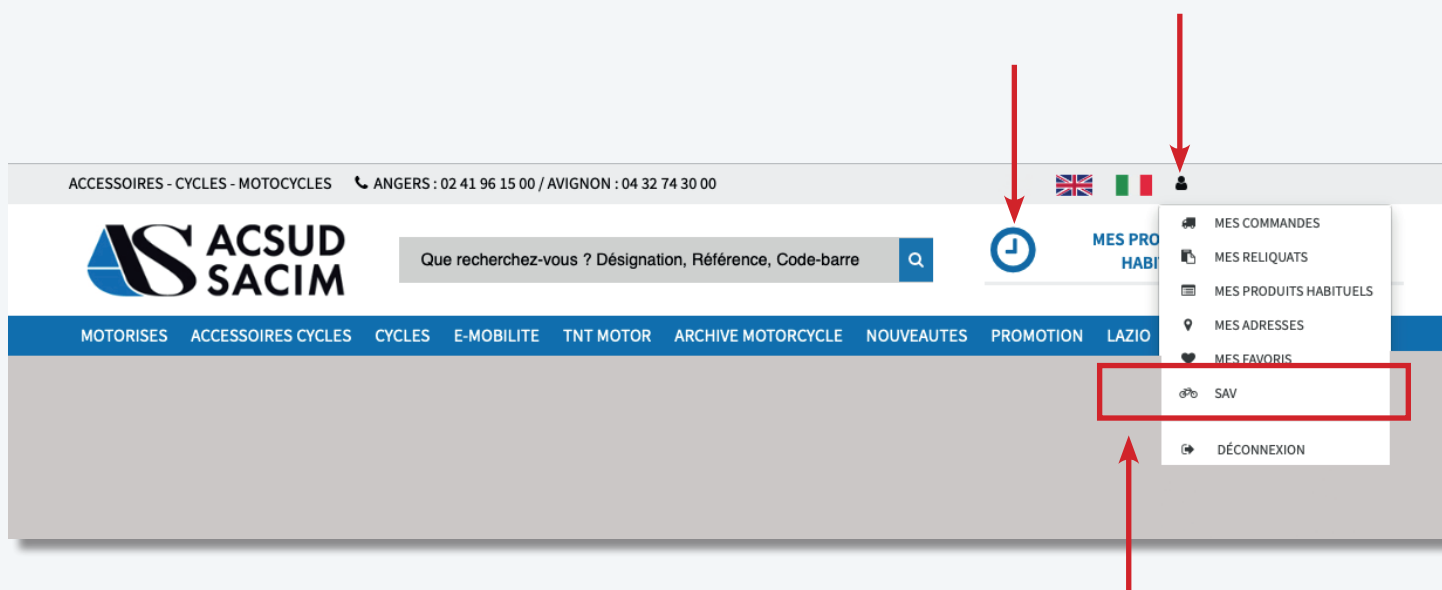 ACCESSOIRES - CYCLES - MOTOCYCLES ANGERS : 02 41 96 15 00 / AVIGNON : 04 32 74 30 00
ACSUD
SACIM
Que recherchez-vous ? Désignation, Référence, Code-barre
MES PRO
HABI
MES COMMANDES
MES RELIQUATS
MES PRODUITS HABITUELS
MES ADRESSES
MES FAVORIS
SAV
DÉCONNEXION
MOTORISES ACCESSOIRES CYCLES CYCLES E-MOBILITE TNT MOTOR ARCHIVE MOTORCYCLE NOUVEAUTES PROMOTION LAZIO